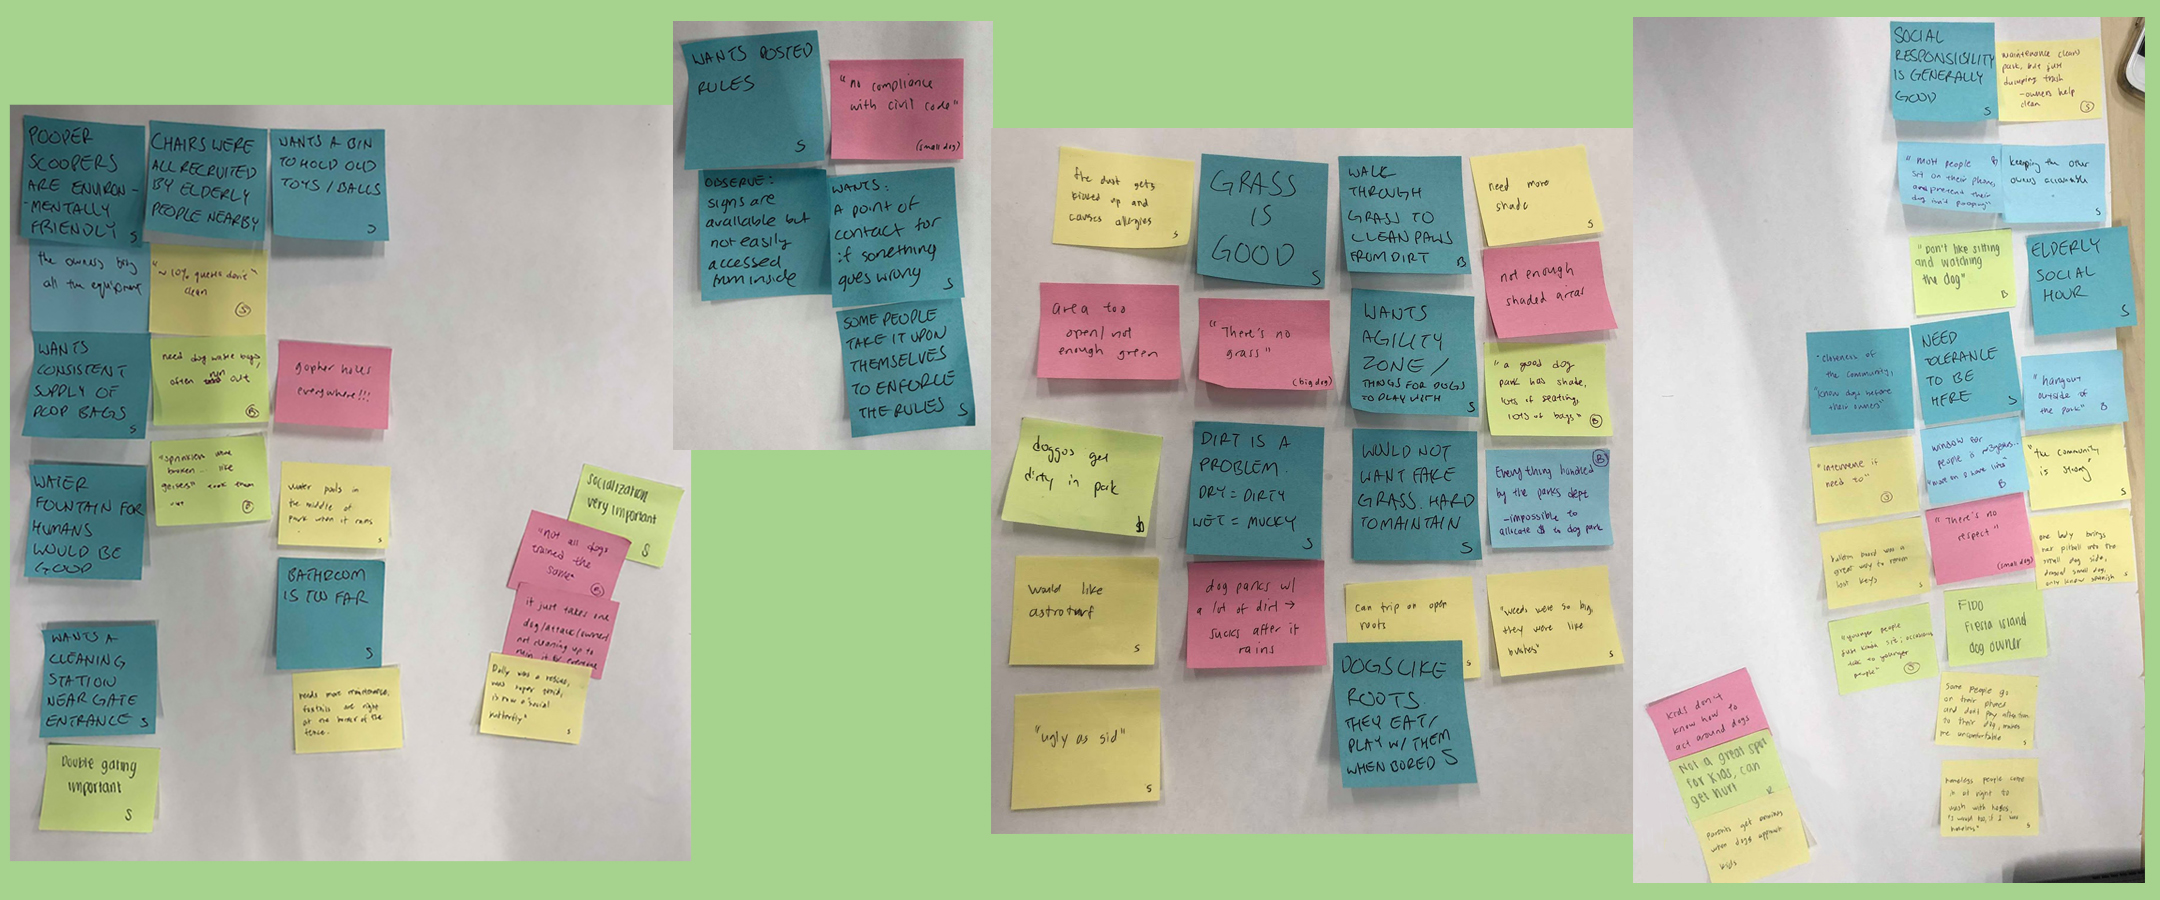 POOPER
SCOOPERS
ARE ENVIRON-
-MENTALLY
FRIENDLY S
CHAIRS WERE
ALL RECRUITED
BY ELDERLY
PEOPLE NEARBY
WANTS A BIN
TO HOLD OLD
TOYS / BALLS
the owners bring
all the equipment
"~10% guests don't"
clean
S
WANTS
CONSISTENT
SUPPLY OF
POOP BAGS
S
need dog waste bags,
often run out
B
gopher holes
everywhere!!!
"sprinklers were
broken... like
geisers" took them
out
B
WATER
FOUNTAIN FOR
HUMANS
WOULD BE
GOOD
water pools in
the middle of
park when it rains
S
BATHROOM
IS TOO FAR
S
WANTS A
CLEANING
STATION
NEAR GATE
ENTRANCE S
needs more maintenance,
foxtails are right
at the border of the
fence.
Double gating
important
S
socialization
very important
S
"not all dogs
trained the
same"
B
it just takes one
dog/attack/owner
not cleaning up to
ruin it for everyone
Dolly was a rescue,
was super timid,
is now a "social
butterfly"
S
WANTS POSTED
RULES
S
"no compliance
with civil code"
(small dog)
OBSERVE:
signs are
available but
not easily
accessed
from inside
WANTS:
A point of
contact for
if something
goes wrong
S
SOME PEOPLE
TAKE IT UPON
THEMSELVES
TO ENFORCE
THE RULES S
the dust gets
kicked up and
causes allergies
S
GRASS
IS
GOOD
S
WALK
THROUGH
GRASS TO
CLEAN PAWS
FROM DIRT B
need more
shade
S
area too
open/not
enough green
"There's no
grass"
(big dog)
WANTS
AGILITY
ZONE /
THINGS FOR DOGS
TO PLAY WITH S
not enough
shaded areas
"a good dog
park has shade,
lots of seating,
lots of bags"
B
doggos get
dirty in park
DIRT IS A
PROBLEM.
DRY = DIRTY
WET = MUCKY
S
WOULD NOT
WANT FAKE
GRASS. HARD
TO MAINTAIN
S
B
Everything handled
by the parks dept
-impossible to
allocate $ to dog park
would like
astroturf
S
dog parks w/
a lot of dirt →
sucks after it
rains
can trip on open
roots
S
"weeds were so big,
they were like
bushes"
S
"ugly as sid"
S
DOGS LIKE
ROOTS.
THEY EAT/
PLAY W/ THEM
WHEN BORED S
SOCIAL
RESPONSIBILITY
IS GENERALLY
GOOD
S
maintenance clean
park, but just
dumping trash
-owners help
clean
S
"most people B
sit on their phones,
and pretend their
dog isn't pooping"
keeping the other
owners accountable
S
"Don't like sitting
and watching
the dog"
B
ELDERLY
SOCIAL
HOUR
S
"closeness of
the community,
"know dogs before
their owners"
NEED
TOLERANCE
TO BE
HERE
S
"hangout
outside of
the park" B
"intervene if
need to"
S
window for
people is
B
"the community
is strong"
S
bulletin board was a
great way to return
lost keys
S
"There's no
respect"
(small dog)
one lady brings
her pitbull into the
small dog side,
small dog,
only know spanish
S
"younger people
just kinda sit; occasionally
talk to younger
people"
S
FIDO
Fiesta island
dog owner
Some people go
on their phones
and don't pay attention
to their dog, makes
me uncomfortable
S
homeless people come
in at night to
wash with hoses,
"I would too, if I was
homeless"
S
kids don't
know how to
act around dogs
Not a great spot
for kids, can
get hurt
parents get anxious
when dogs approach
kids